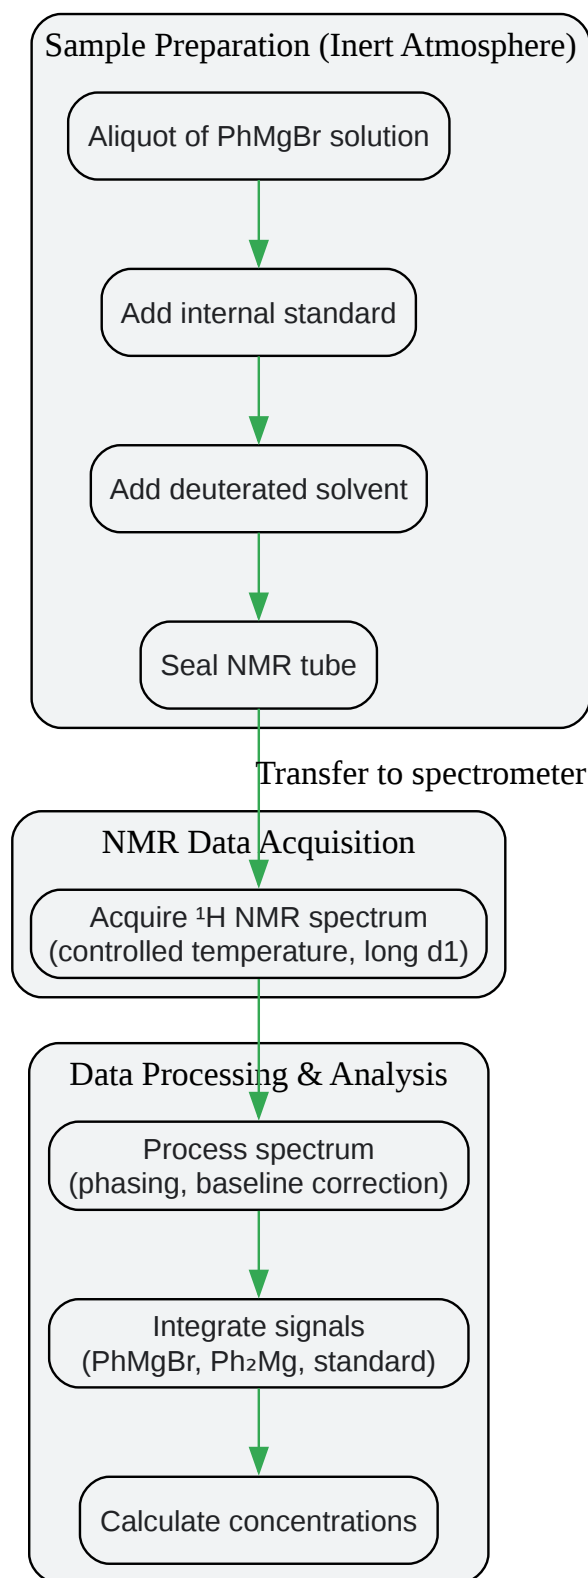 Sample Preparation (Inert Atmosphere)
Aliquot of PhMgBr solution
Add internal standard
Add deuterated solvent
Seal NMR tube
Transfer to spectrometer
NMR Data Acquisition
Acquire ¹H NMR spectrum
(controlled temperature, long d1)
Data Processing & Analysis
Process spectrum
(phasing, baseline correction)
Integrate signals
(PhMgBr, Ph₂Mg, standard)
Calculate concentrations